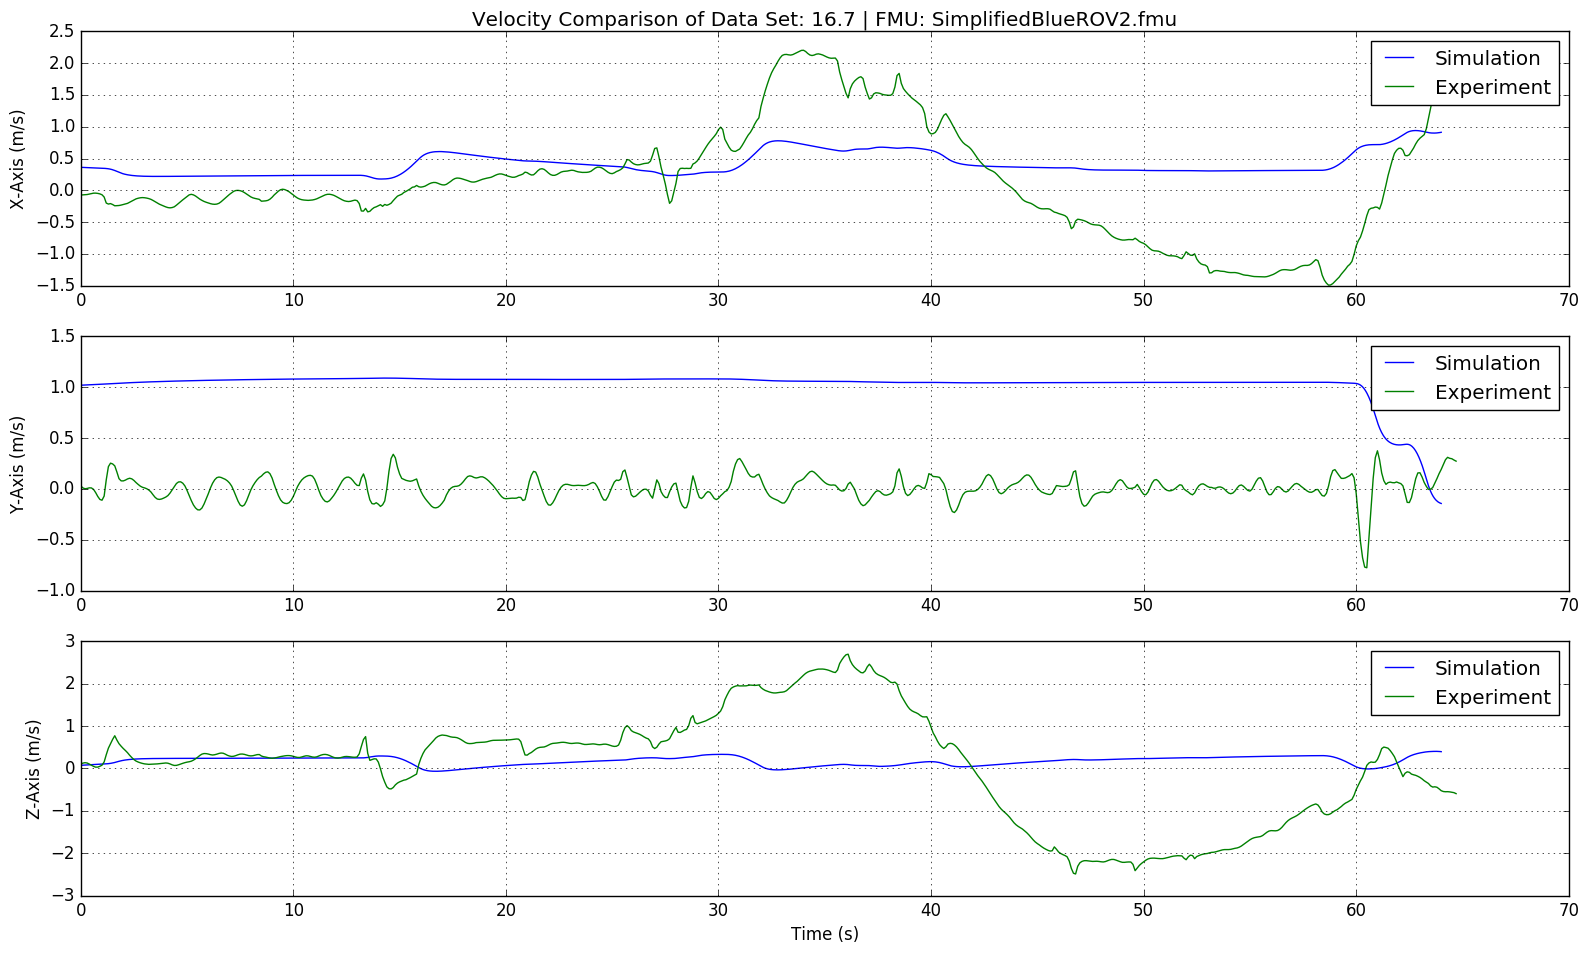 Velocity Comparison of Data Set: 16.7 | FMU: SimplifiedBlueROV2.fmu
X-Axis (m/s)
2.5
2.0
1.5
1.0
0.5
0.0
−0.5
−1.0
−1.5
Simulation
Experiment
0 10 20 30 40 50 60 70
Y-Axis (m/s)
1.5
1.0
0.5
0.0
−0.5
−1.0
Simulation
Experiment
0 10 20 30 40 50 60 70
Z-Axis (m/s)
3
2
1
0
−1
−2
−3
Simulation
Experiment
0 10 20 30 40 50 60 70
Time (s)